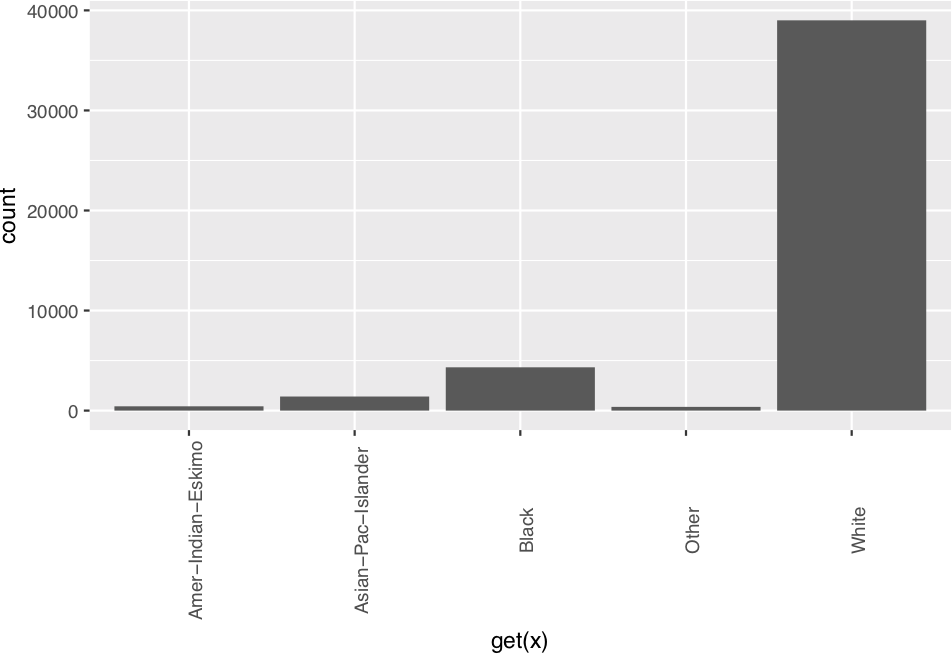 40000
30000
20000
10000
0
count
Amer−Indian−Eskimo
Asian−Pac−Islander
Black
Other
White
get(x)